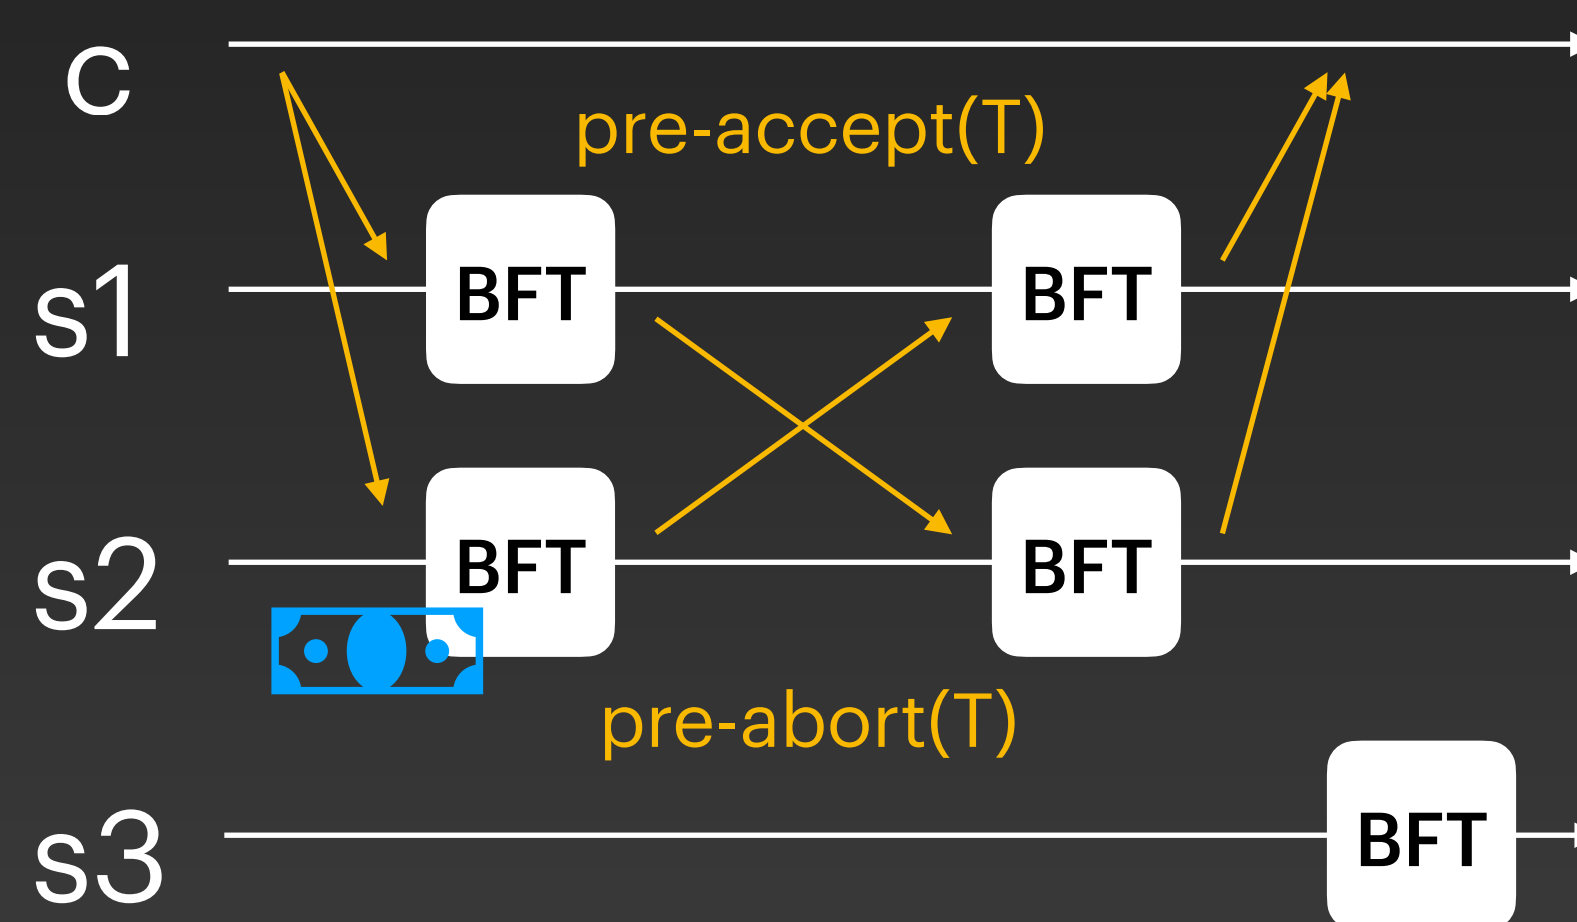 c
pre-accept(T)
s1
BFT
BFT
s2
BFT
BFT
pre-abort(T)
s3
BFT